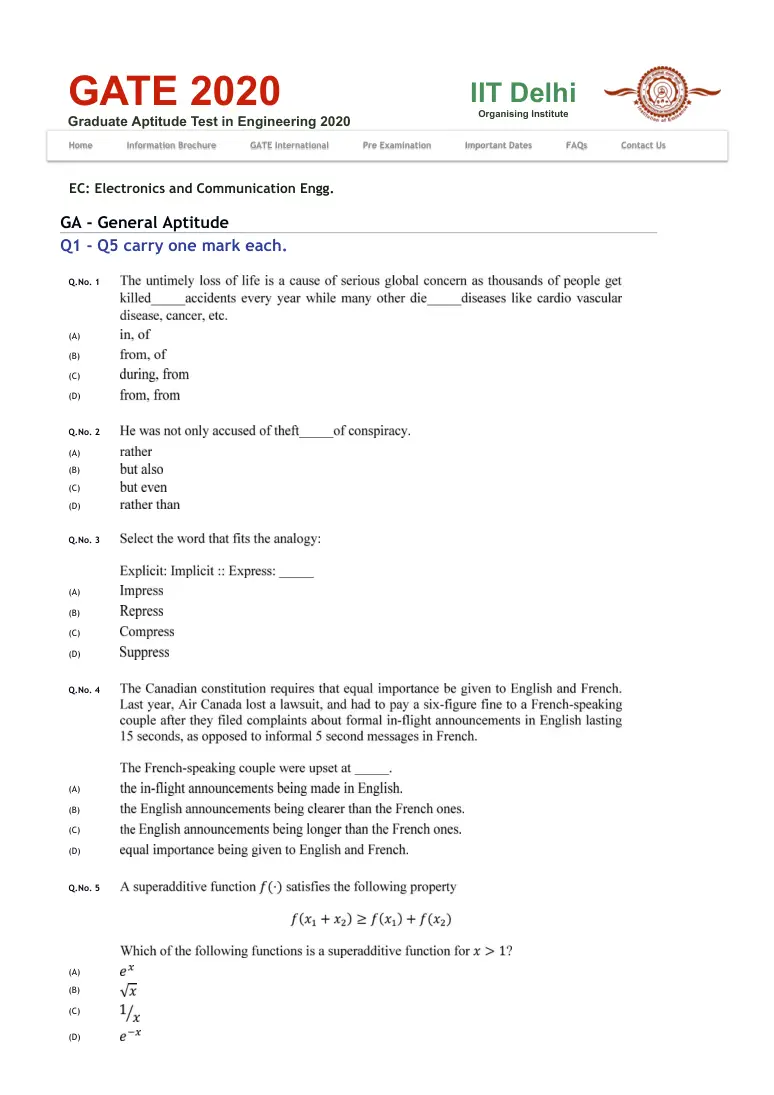 GATE 2020
Graduate Aptitude Test in Engineering 2020
IIT Delhi
Organising Institute
Home Information Brochure GATE International Pre Examination Important Dates FAQs Contact Us
EC: Electronics and Communication Engg.
GA - General Aptitude
Q1 - Q5 carry one mark each.
Q.No. 1 The untimely loss of life is a cause of serious global concern as thousands of people get
killed_____accidents every year while many other die_____diseases like cardio vascular
disease, cancer, etc.
(A) in, of
(B) from, of
(C) during, from
(D) from, from
Q.No. 2 He was not only accused of theft_____of conspiracy.
(A) rather
(B) but also
(C) but even
(D) rather than
Q.No. 3 Select the word that fits the analogy:
Explicit: Implicit :: Express: _____
(A) Impress
(B) Repress
(C) Compress
(D) Suppress
Q.No. 4 The Canadian constitution requires that equal importance be given to English and French.
Last year, Air Canada lost a lawsuit, and had to pay a six-figure fine to a French-speaking
couple after they filed complaints about formal in-flight announcements in English lasting
15 seconds, as opposed to informal 5 second messages in French.
The French-speaking couple were upset at _____.
(A) the in-flight announcements being made in English.
(B) the English announcements being clearer than the French ones.
(C) the English announcements being longer than the French ones.
(D) equal importance being given to English and French.
Q.No. 5 A superadditive function f(·) satisfies the following property
f(x₁ + x₂) ≥ f(x₁) + f(x₂)
Which of the following functions is a superadditive function for x > 1?
(A) eˣ
(B) √x
(C) 1/x
(D) e⁻ˣ